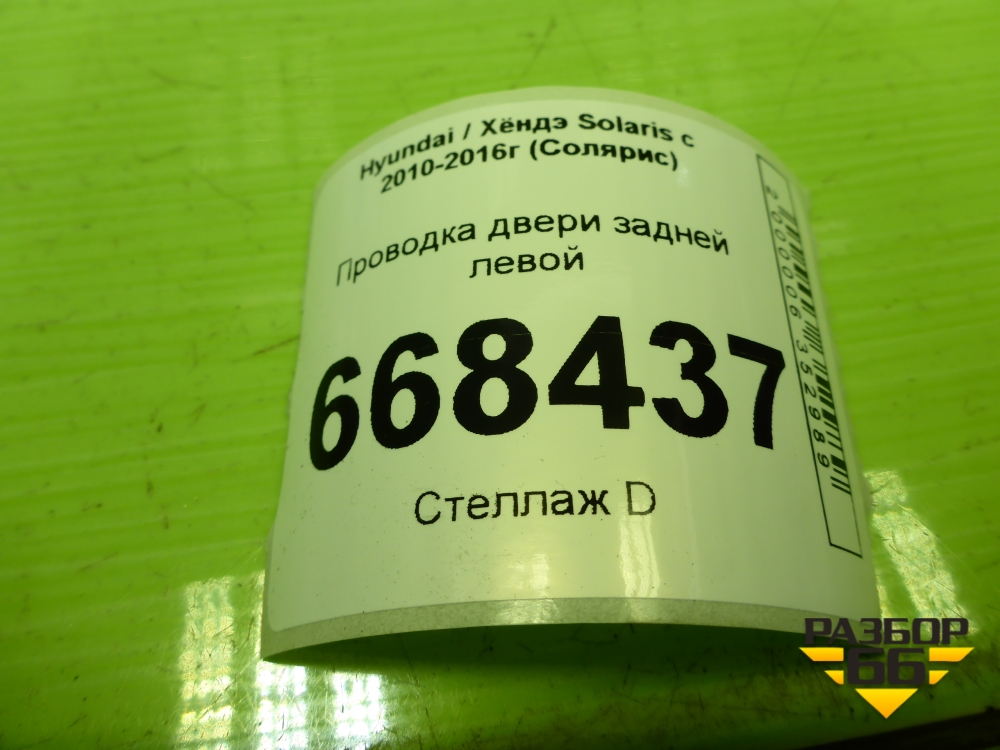 Hyundai / Хёндэ Solaris с
2010-2016г (Солярис)
Проводка двери задней
левой
668437
Стеллаж D
2000006352989
РАЗБОР
66